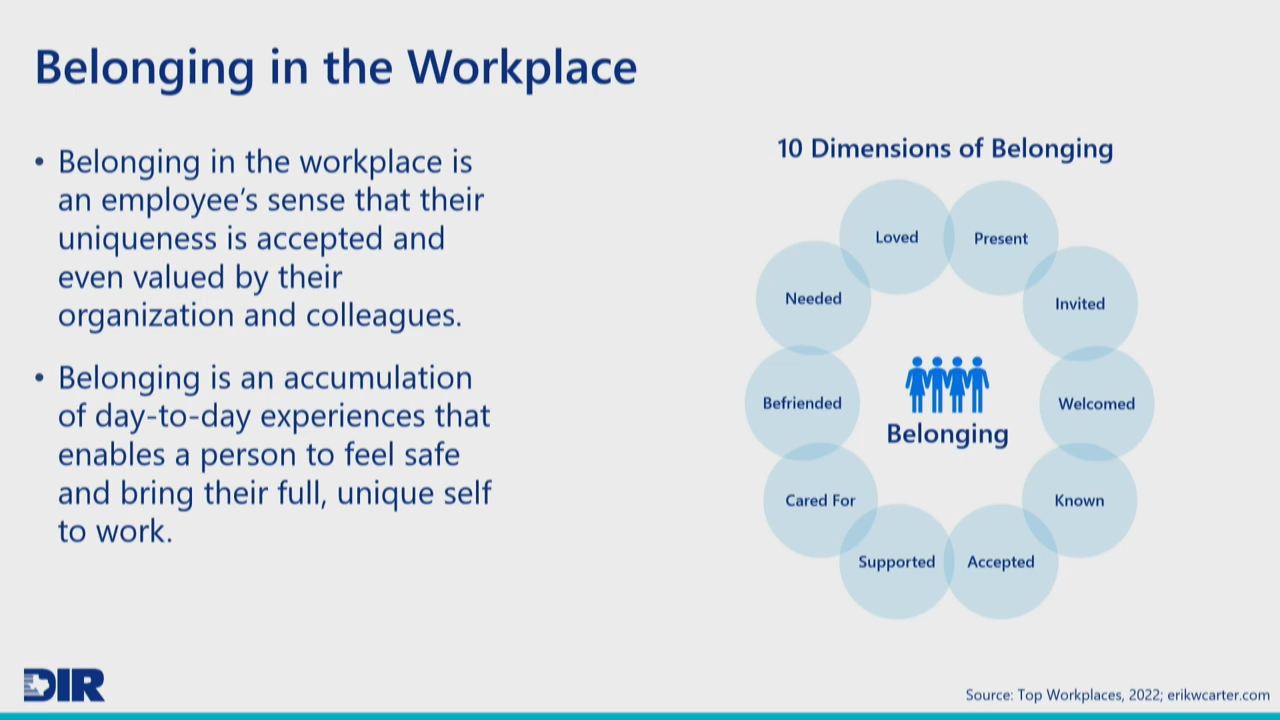 Belonging in the Workplace
• Belonging in the workplace is
an employee’s sense that their
uniqueness is accepted and
even valued by their
organization and colleagues.
• Belonging is an accumulation
of day-to-day experiences that
enables a person to feel safe
and bring their full, unique self
to work.
10 Dimensions of Belonging
Loved
Present
Needed
Invited
Befriended
Belonging
Welcomed
Cared For
Known
Supported
Accepted
DIR
Source: Top Workplaces, 2022; erikwcarter.com